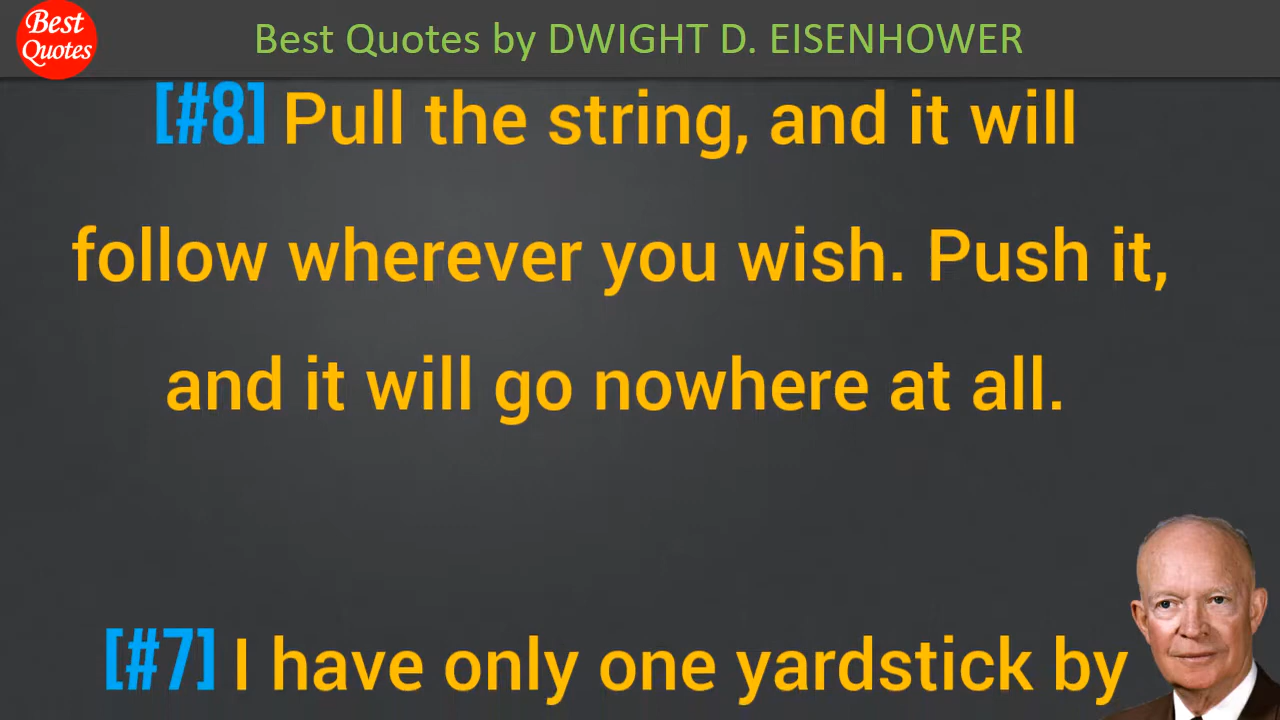 Best
Quotes
Best Quotes by DWIGHT D. EISENHOWER
[#8] Pull the string, and it will
follow wherever you wish. Push it,
and it will go nowhere at all.
[#7] I have only one yardstick by